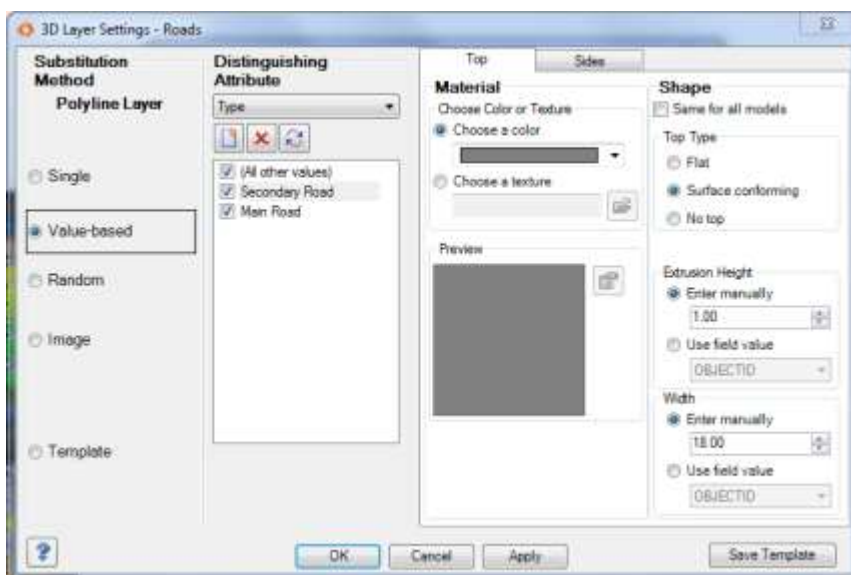 3D Layer Settings - Roads
Substitution
Method
Polyline Layer
Single
Value-based
Random
Image
Template
Distinguishing
Attribute
Type
(All other values)
Secondary Road
Main Road
Top
Sides
Material
Choose Color or Texture
Choose a color
Choose a texture
Preview
Shape
Same for all models
Top Type
Flat
Surface conforming
No top
Extrusion Height
Enter manually
1.00
Use field value
OBJECTID
Width
Enter manually
18.00
Use field value
OBJECTID
?
OK
Cancel
Apply
Save Template